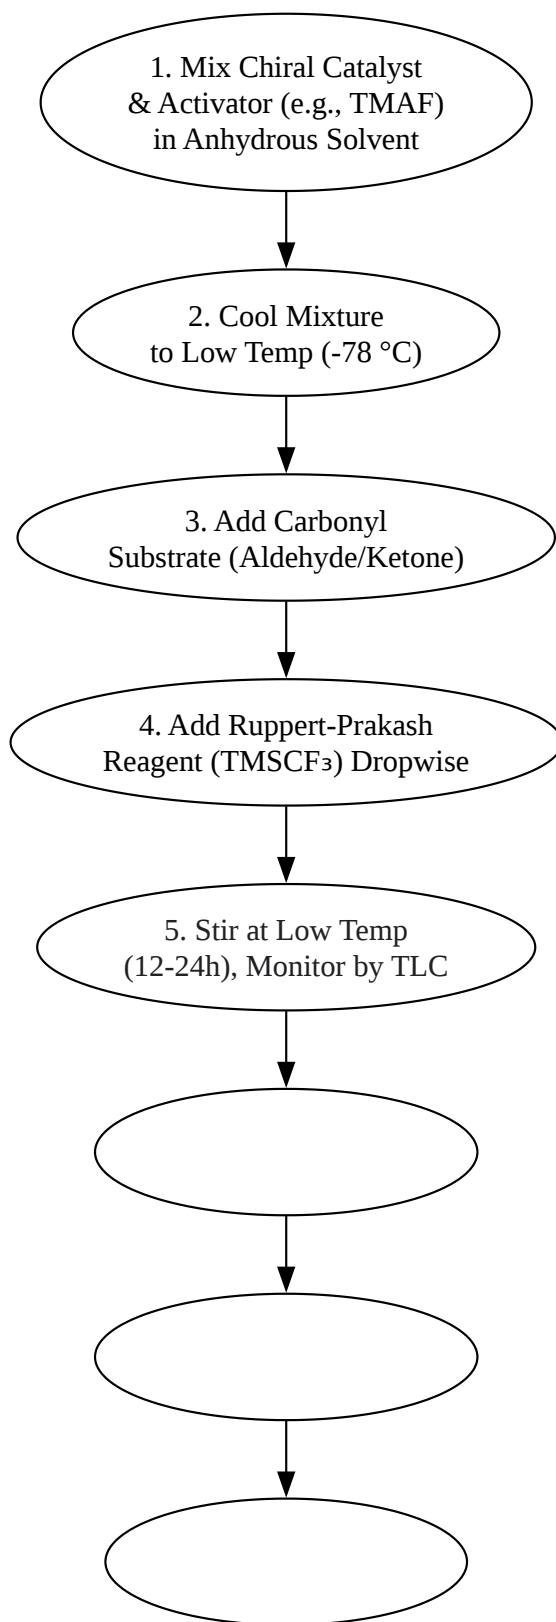 1. Mix Chiral Catalyst
& Activator (e.g., TMAF)
in Anhydrous Solvent
2. Cool Mixture
to Low Temp (-78 °C)
3. Add Carbonyl
Substrate (Aldehyde/Ketone)
4. Add Ruppert-Prakash
Reagent (TMSCF₃) Dropwise
5. Stir at Low Temp
(12-24h), Monitor by TLC